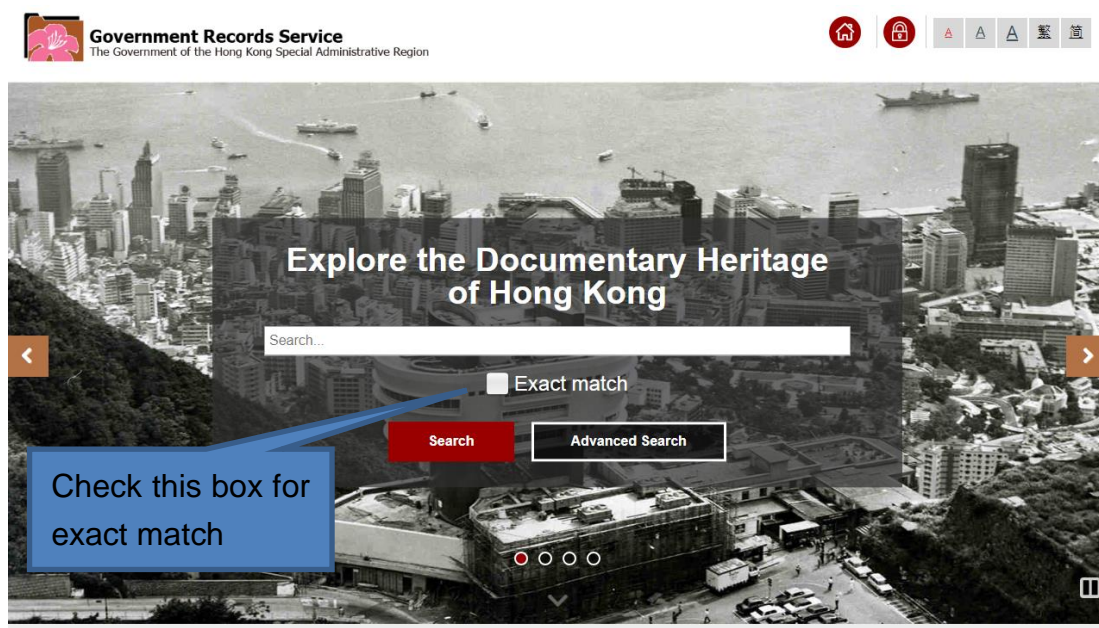 Government Records Service
The Government of the Hong Kong Special Administrative Region
A A A 繁 简
Explore the Documentary Heritage
of Hong Kong
Search...
Exact match
Search Advanced Search
Check this box for
exact match